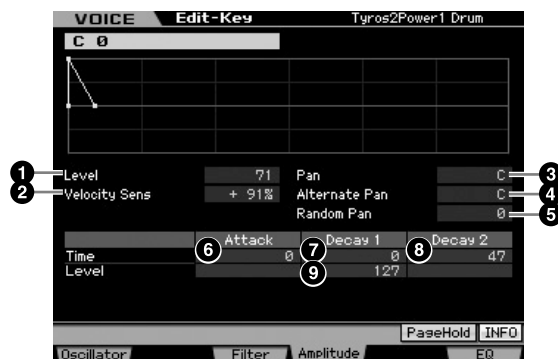 VOICE Edit-Key Tyros2Power1 Drum
C 0
1 Level 71 Pan C 3
2 Velocity Sens + 91% Alternate Pan C 4
Random Pan 0 5
6 Attack 7 Decay 1 8 Decay 2
Time 0 0 47
Level 9 127
PageHold INFO
Oscillator Filter Amplitude EQ